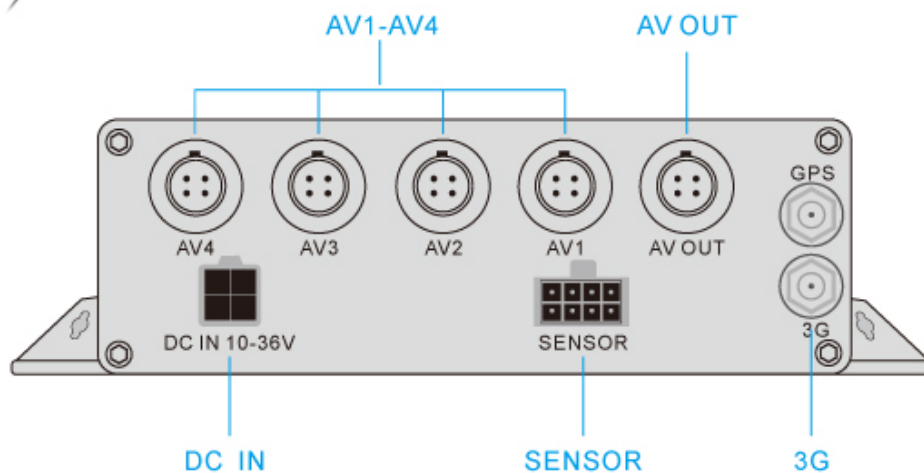 AV1-AV4 AV OUT
GPS
AV4 AV3 AV2 AV1 AV OUT
3G
DC IN 10-36V SENSOR
DC IN SENSOR 3G